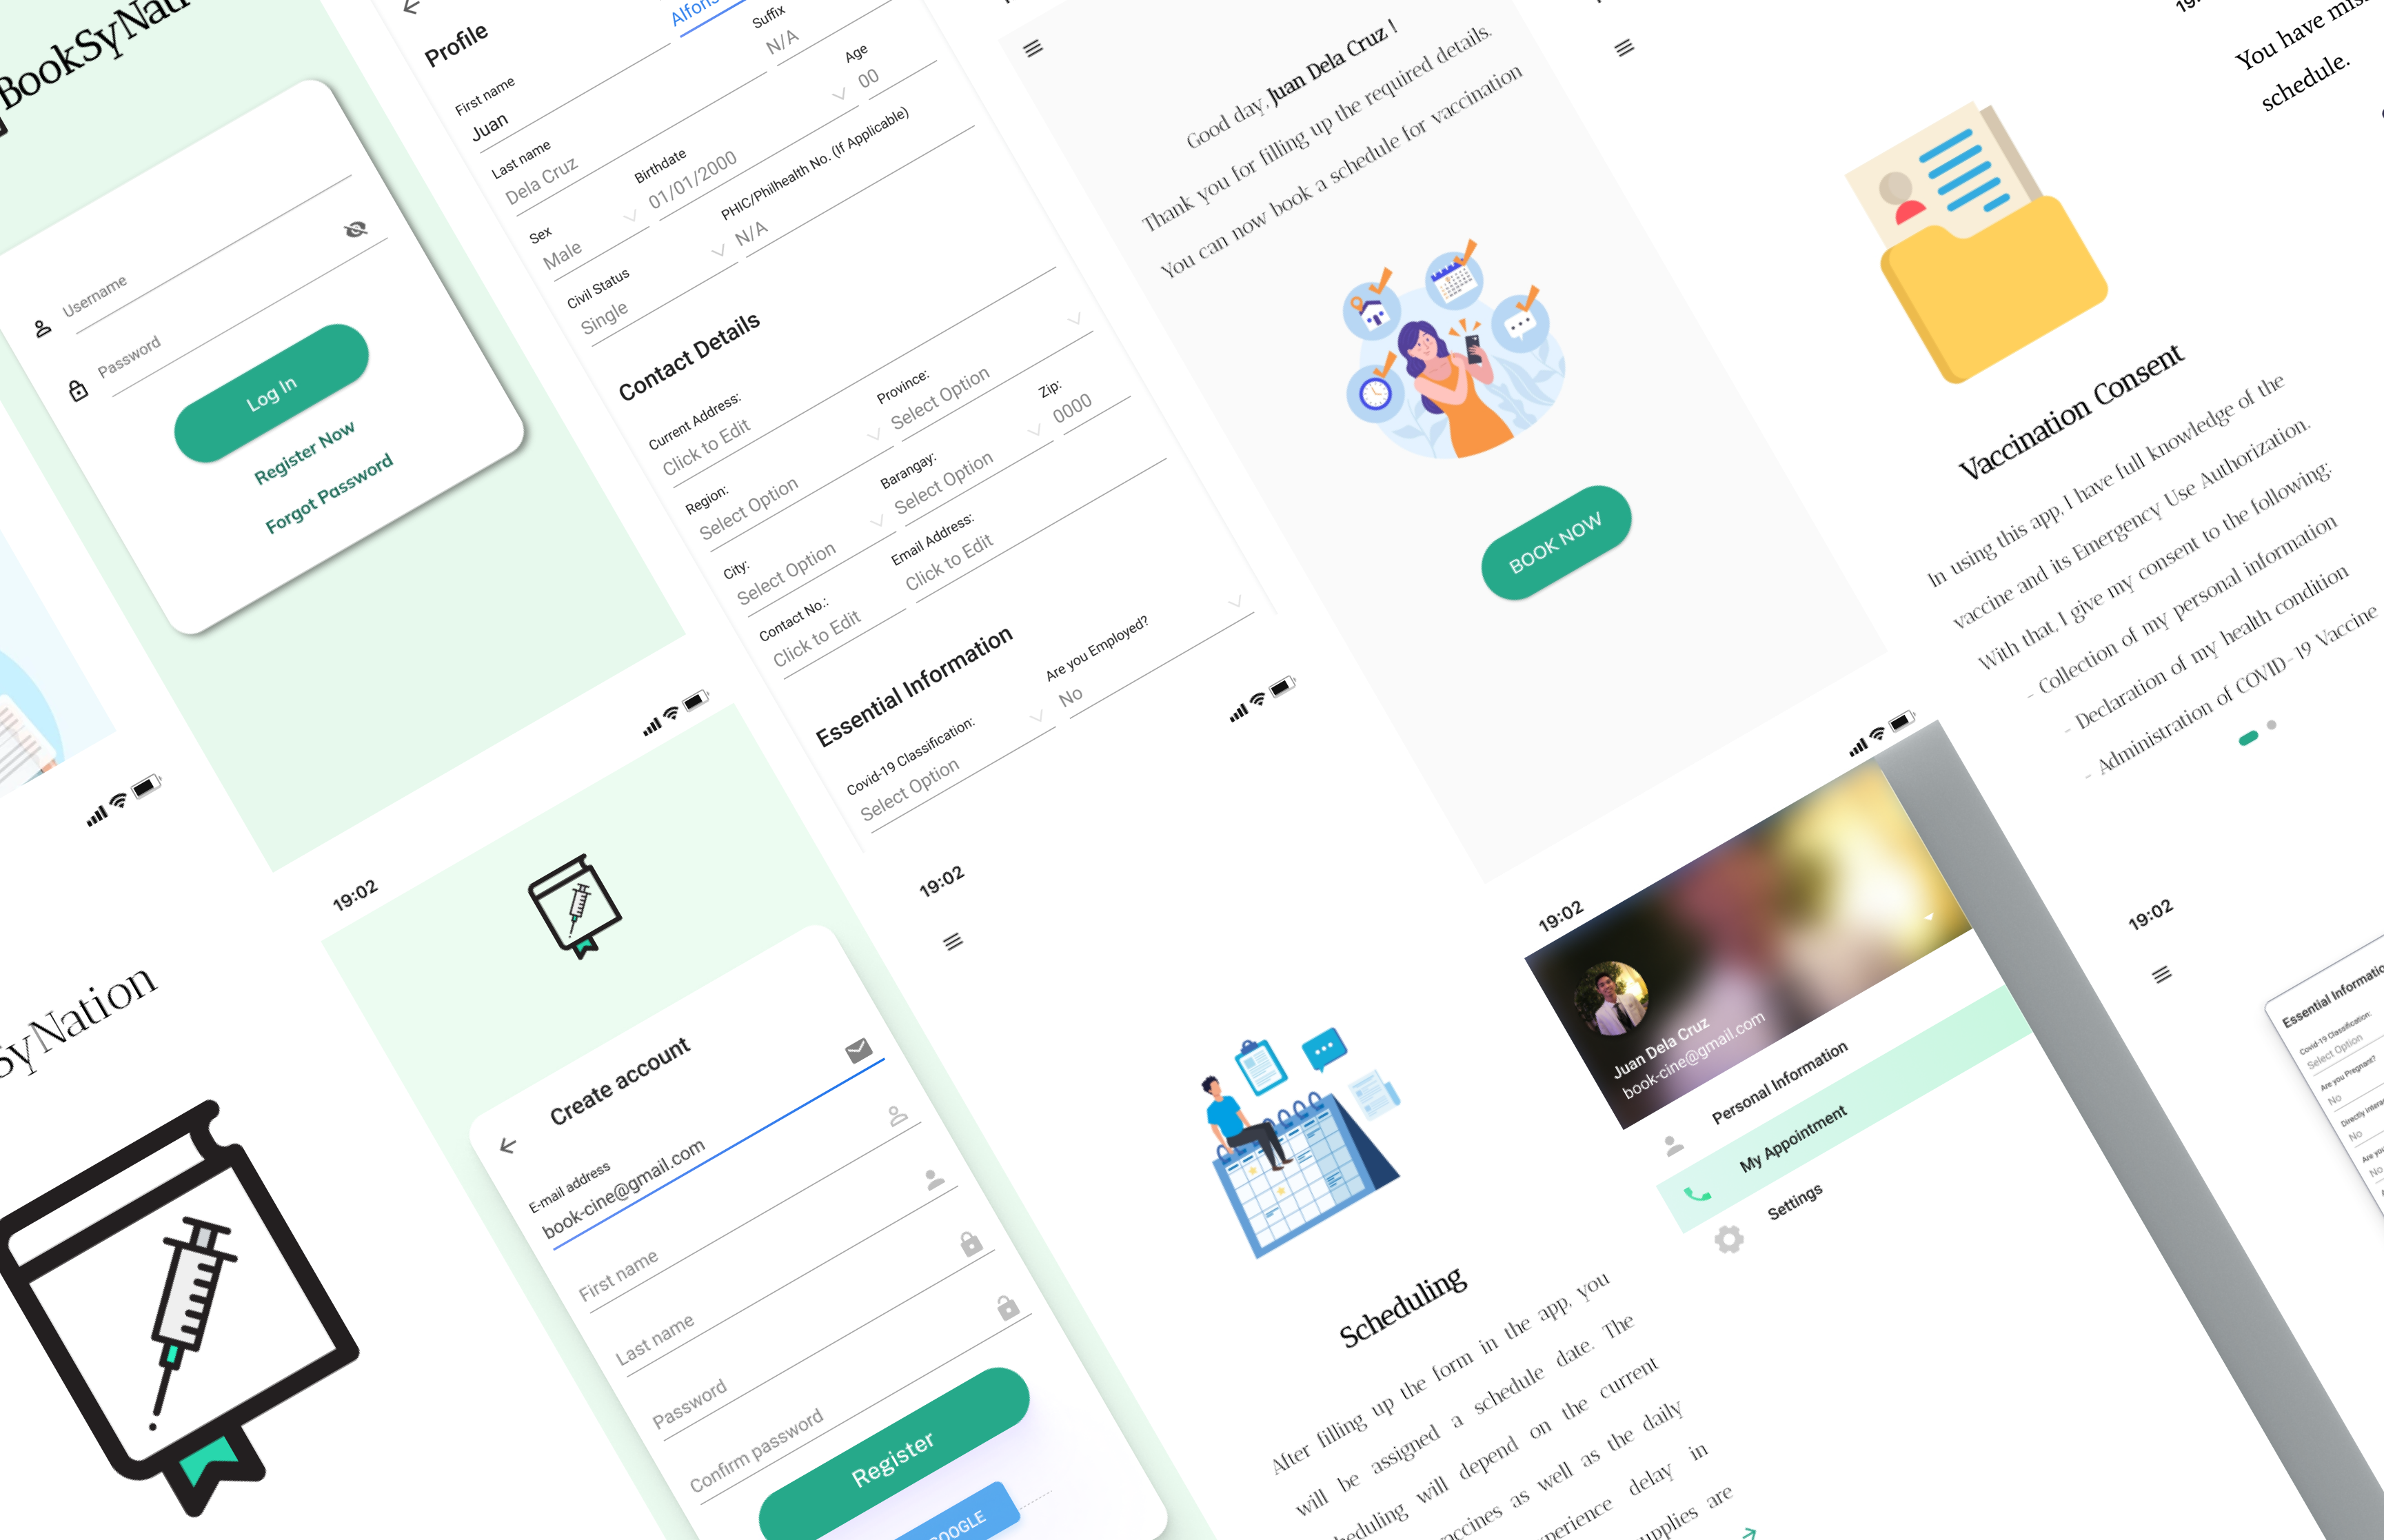 BookSyNati
Username
Password
Log In
Register Now
Forgot Password
Profile
Alfons
Suffix
N/A
First name
Juan
Age
00
Last name
Dela Cruz
Birthdate
01/01/2000
Sex
Male
PHIC/Philhealth No. (If Applicable)
N/A
Civil Status
Single
Contact Details
Current Address:
Click to Edit
Province:
Select Option
Region:
Select Option
Zip:
0000
Barangay:
Select Option
City:
Select Option
Email Address:
Click to Edit
Contact No.:
Click to Edit
Essential Information
Are you Employed?
No
Covid-19 Classification:
Select Option
Good day, Juan Dela Cruz !
Thank you for filling up the required details.
You can now book a schedule for vaccination
BOOK NOW
19:
You have mis
schedule.
Vaccination Consent
In using this app, I have full knowledge of the
vaccine and its Emergency Use Authorization.
With that, I give my consent to the following:
- Collection of my personal information
- Declaration of my health condition
- Administration of COVID-19 Vaccine
SyNation
19:02
Create account
E-mail address
book-cine@gmail.com
First name
Last name
Password
Confirm password
Register
OOGLE
19:02
Scheduling
After filling up the form in the app, you
will be assigned a schedule date. The
heduling will depend on the current
accines as well as the daily
xperience delay in
upplies are
19:02
Juan Dela Cruz
book-cine@gmail.com
Personal Information
My Appointment
Settings
19:02
Essential Informatio
Covid-19 Classification:
Select Option
Are you Pregnant?
No
Directly intera
No
Are you
No